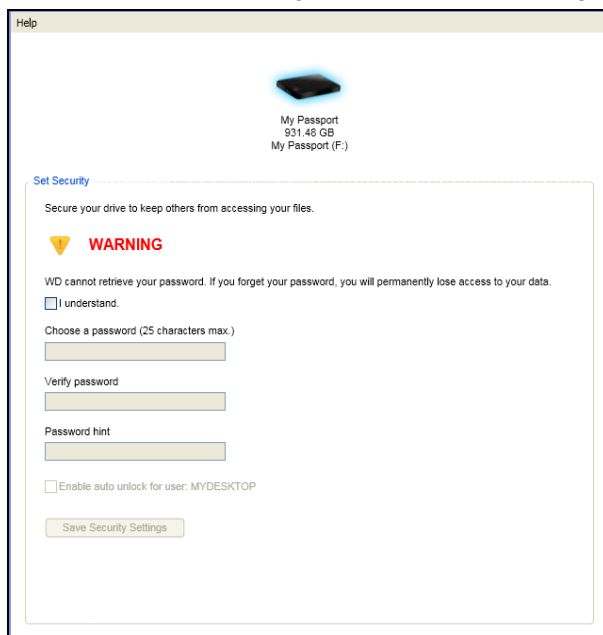 Help
My Passport
931.48 GB
My Passport (F:)
Set Security
Secure your drive to keep others from accessing your files.
WARNING
WD cannot retrieve your password. If you forget your password, you will permanently lose access to your data.
I understand.
Choose a password (25 characters max.)
Verify password
Password hint
Enable auto unlock for user: MYDESKTOP
Save Security Settings